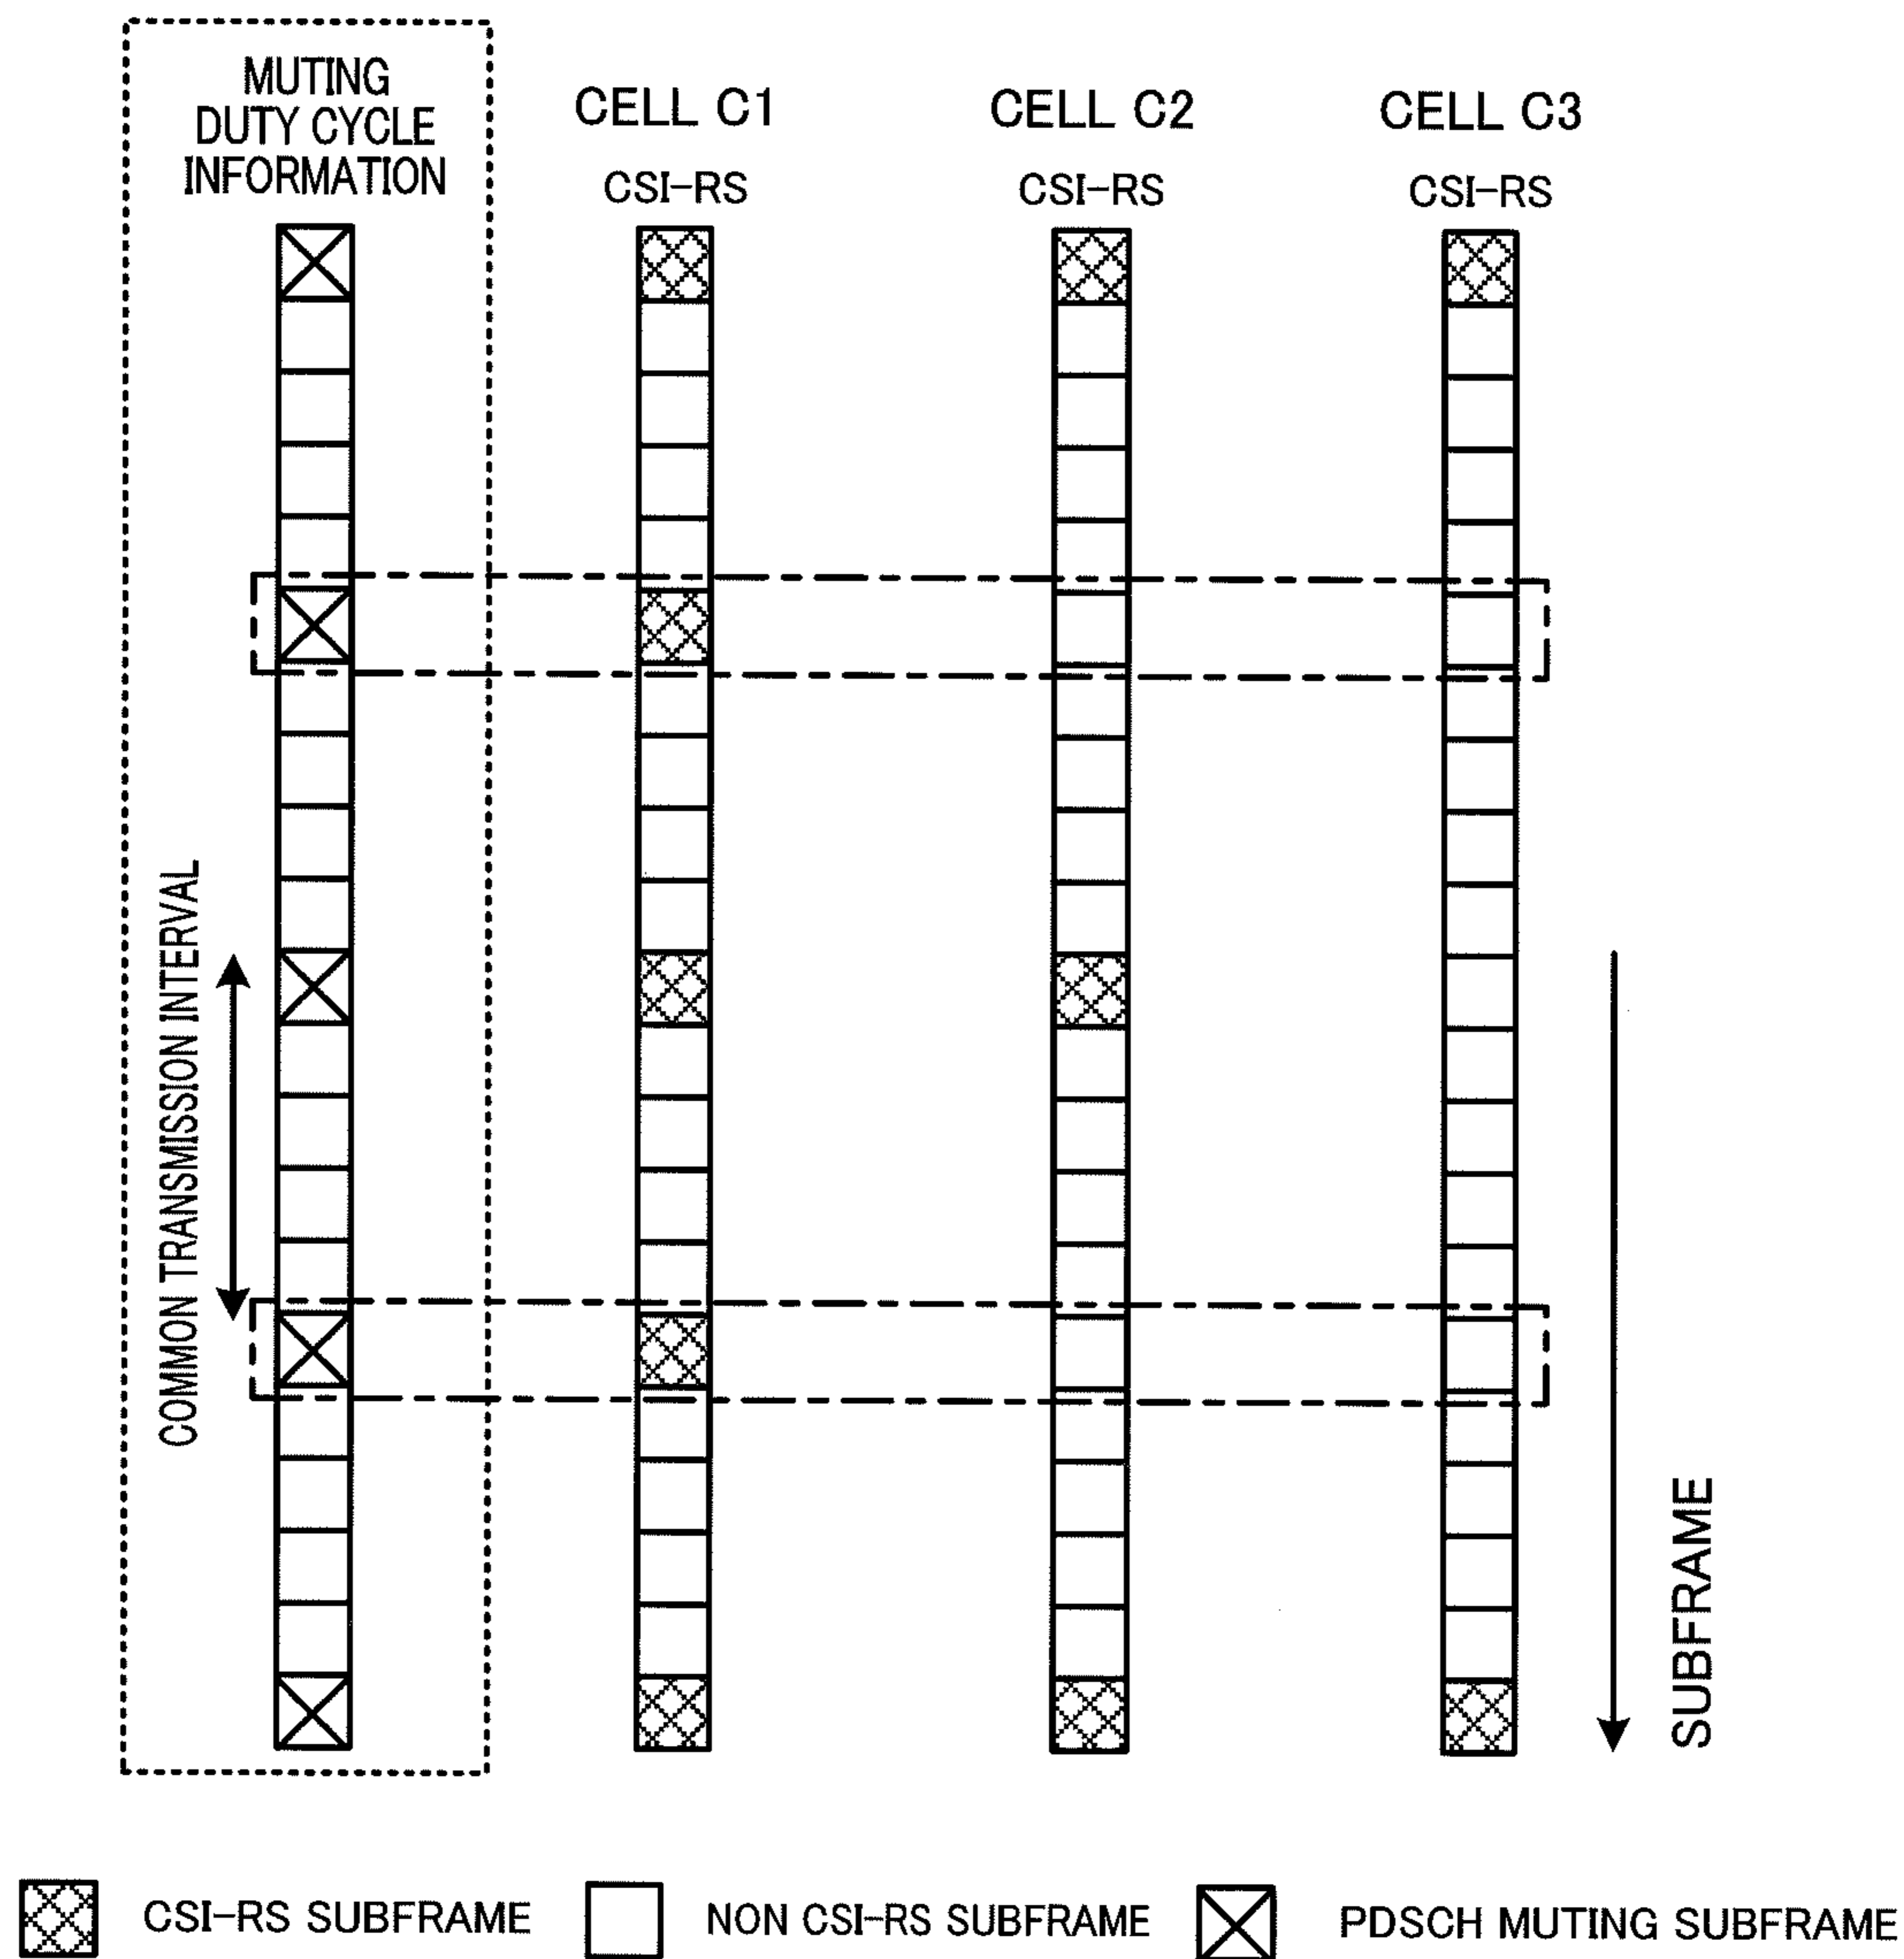 MUTING
DUTY CYCLE
INFORMATION
CELL C1
CSI-RS
CELL C2
CSI-RS
CELL C3
CSI-RS
COMMON TRANSMISSION INTERVAL
SUBFRAME
CSI-RS SUBFRAME
NON CSI-RS SUBFRAME
PDSCH MUTING SUBFRAME